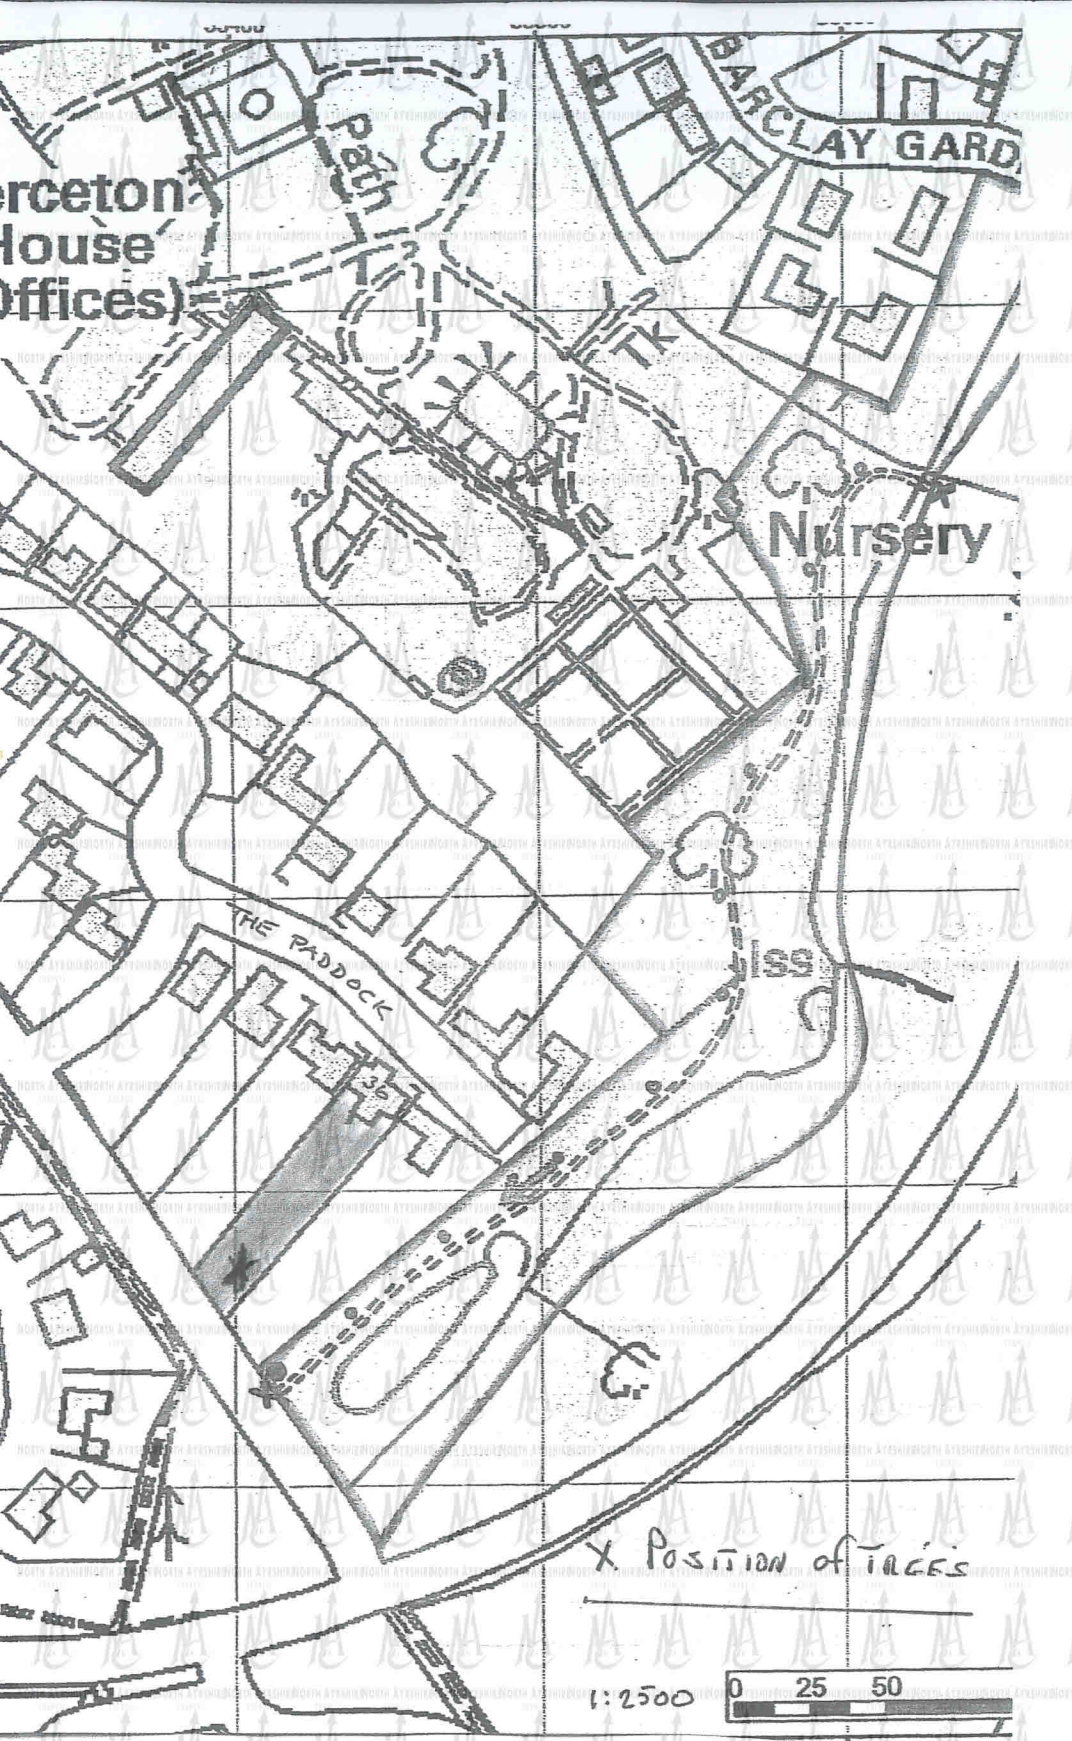 BARCLAY GARD
Path
erceton
House
Offices)
TK
Nursery
Iss
THE PADDOCK
36
X POSITION of TREES
1:2500
0 25 50